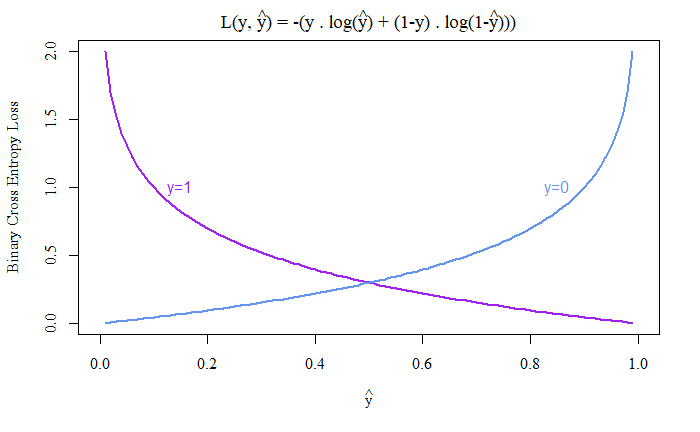 L(y, ŷ) = -(y . log(ŷ) + (1-y) . log(1-ŷ)))
Binary Cross Entropy Loss
2.0
1.5
1.0
0.5
0.0
y=1
y=0
0.0 0.2 0.4 0.6 0.8 1.0
ŷ